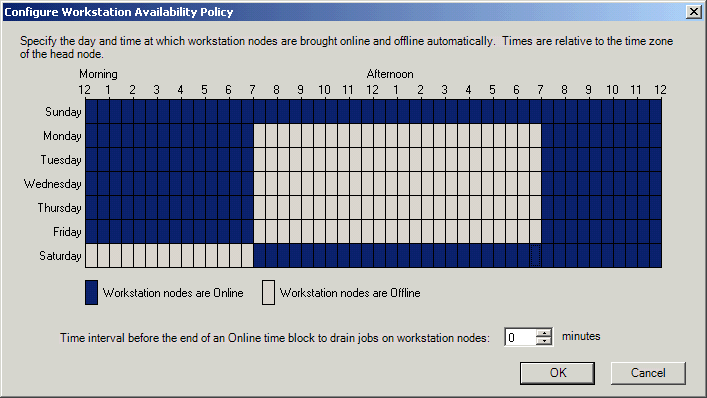 Configure Workstation Availability Policy
Specify the day and time at which workstation nodes are brought online and offline automatically.  Times are relative to the time zone
of the head node.
Morning Afternoon
12 1 2 3 4 5 6 7 8 9 10 11 12 1 2 3 4 5 6 7 8 9 10 11 12
Sunday
Monday
Tuesday
Wednesday
Thursday
Friday
Saturday
Workstation nodes are Online Workstation nodes are Offline
Time interval before the end of an Online time block to drain jobs on workstation nodes: 0 minutes
OK Cancel